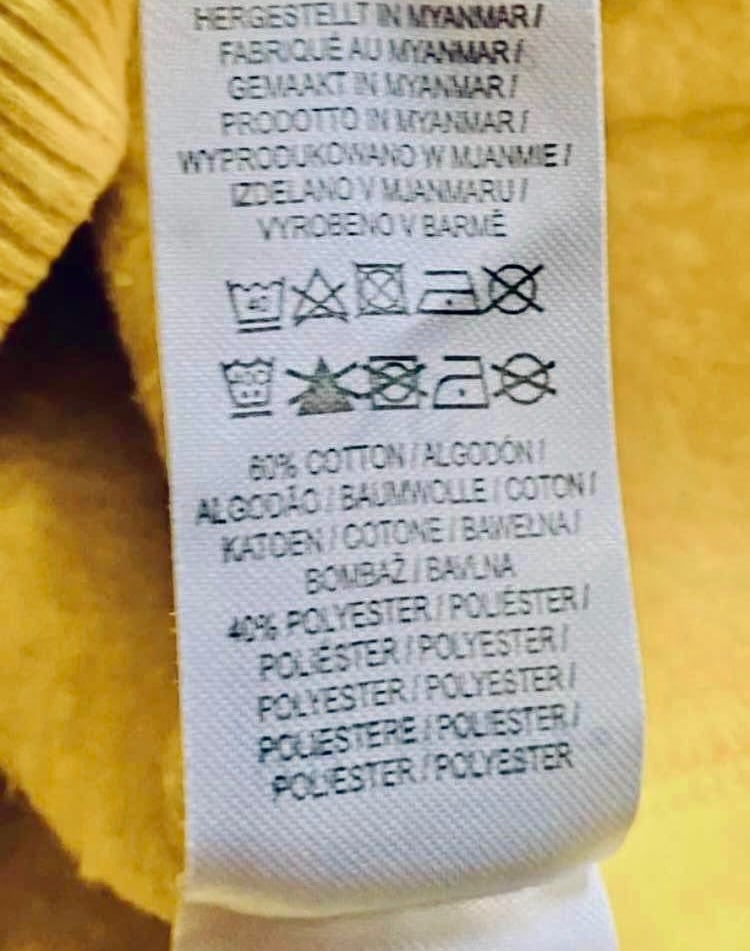 HERGESTELLT IN MYANMAR /
FABRIQUÉ AU MYANMAR /
GEMAAKT IN MYANMAR /
PRODOTTO IN MYANMAR /
WYPRODUKOWANO W MJANMIE /
IZDELANO V MJANMARU /
VYROBENO V BARMĚ
40
60% COTTON / ALGODÓN /
ALGODÃO / BAUMWOLLE / COTON /
KATOEN / COTONE / BAWEŁNA /
BOMBAŽ / BAVLNA
40% POLYESTER / POLIÉSTER /
POLIÉSTER / POLYESTER /
POLYESTER / POLYESTER /
POLIESTERE / POLIESTER /
POLIESTER / POLYESTER